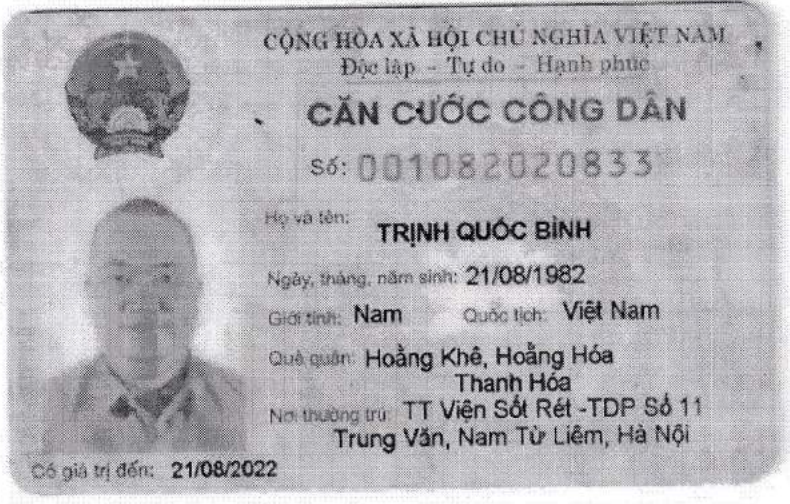 CỘNG HÒA XÃ HỘI CHỦ NGHĨA VIỆT NAM
Độc lập - Tự do - Hạnh phúc
CĂN CƯỚC CÔNG DÂN
Số: 001082020833
Họ và tên: TRỊNH QUỐC BÌNH
Ngày, tháng, năm sinh: 21/08/1982
Giới tính: Nam Quốc tịch: Việt Nam
Quê quán: Hoằng Khê, Hoằng Hóa
Thanh Hóa
Nơi thường trú: TT Viện Sốt Rét -TDP Số 11
Trung Văn, Nam Từ Liêm, Hà Nội
Có giá trị đến: 21/08/2022